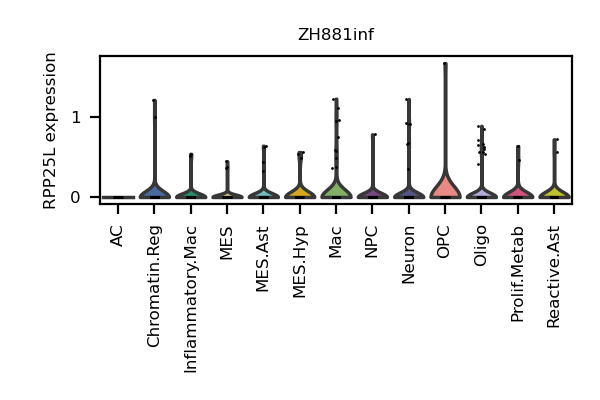 ZH881inf
RPP25L expression
1
0
AC
Chromatin.Reg
Inflammatory.Mac
MES
MES.Ast
MES.Hyp
Mac
NPC
Neuron
OPC
Oligo
Prolif.Metab
Reactive.Ast